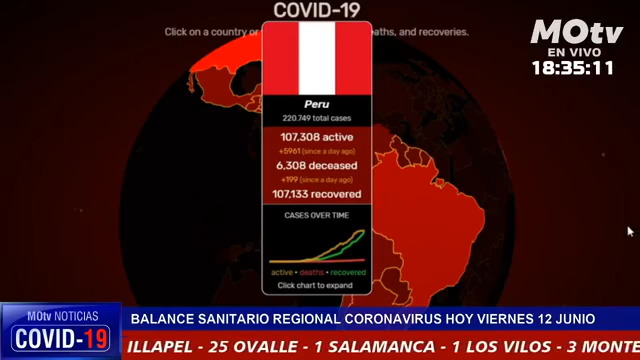 COVID-19
Click on a country or
aths, and recoveries.
MOtv
EN VIVO
18:35:11
Peru
220.749 total cases
107,308 active
+5961 (since a day ago)
6,308 deceased
+199 (since a day ago)
107,133 recovered
CASES OVER TIME
active • deaths • recovered
Click chart to expand
MOtv NOTICIAS
COVID-19
BALANCE SANITARIO REGIONAL CORONAVIRUS HOY VIERNES 12 JUNIO
ILLAPEL - 25 OVALLE - 1 SALAMANCA - 1 LOS VILOS - 3 MONTE